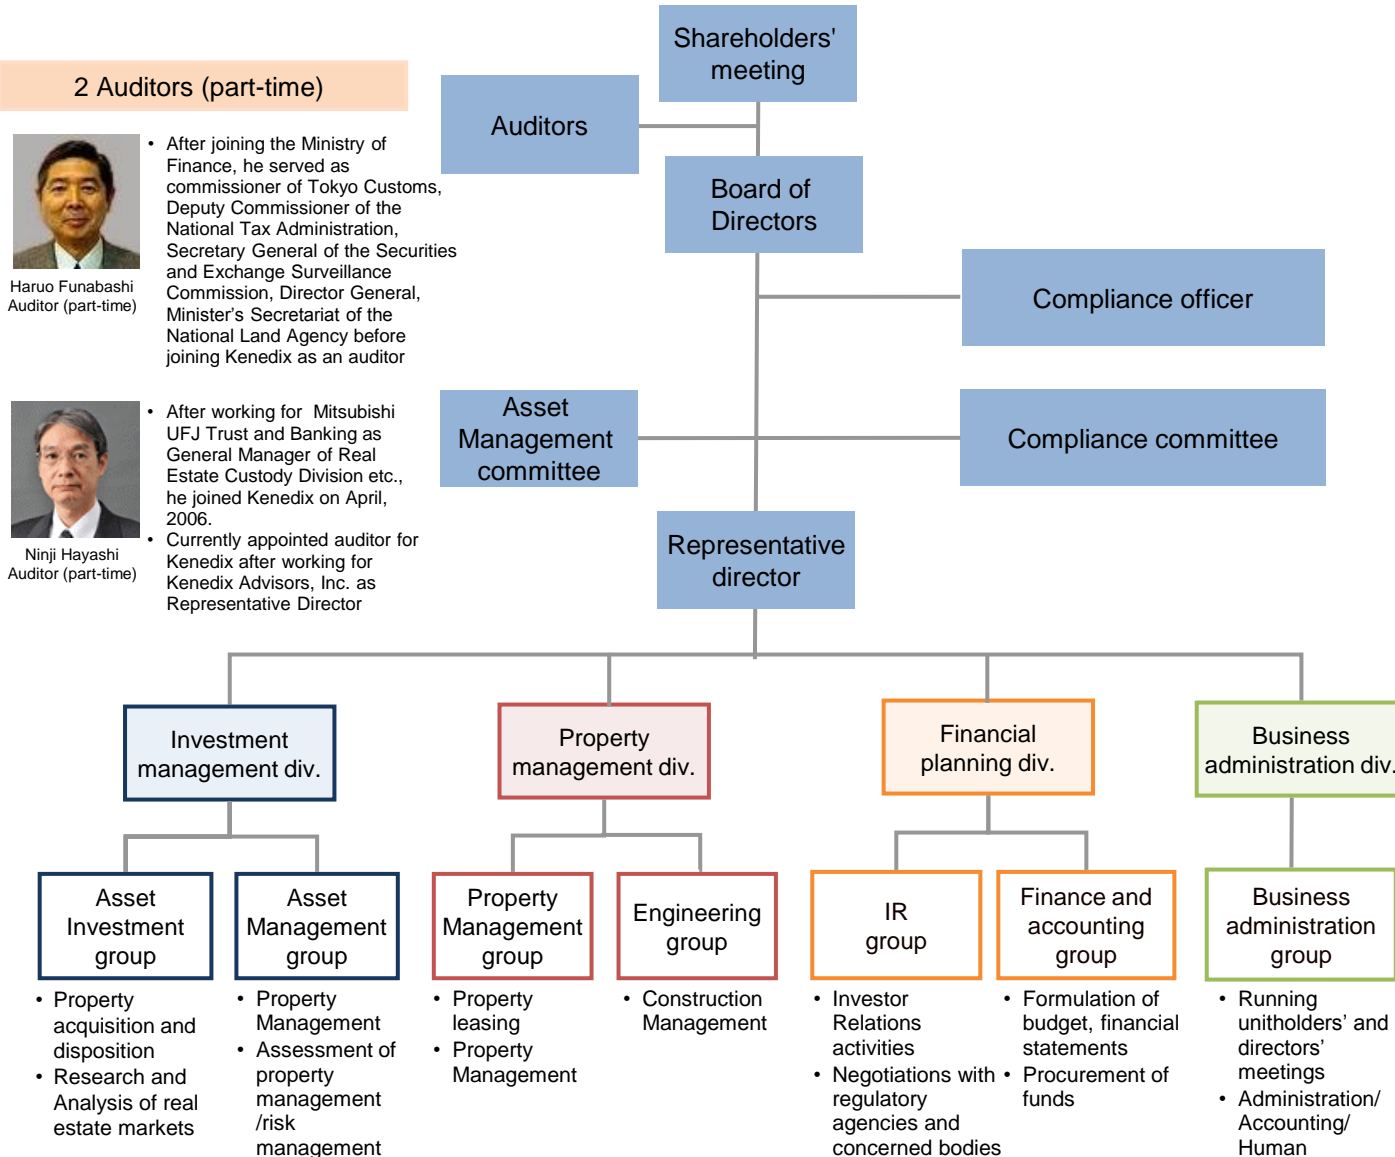 Shareholders'
meeting
2 Auditors (part-time)
Auditors
• After joining the Ministry of
Finance, he served as
commissioner of Tokyo Customs,
Deputy Commissioner of the
National Tax Administration,
Secretary General of the Securities
and Exchange Surveillance
Commission, Director General,
Minister’s Secretariat of the
National Land Agency before
joining Kenedix as an auditor
Haruo Funabashi
Auditor (part-time)
Board of
Directors
Compliance officer
• After working for  Mitsubishi
UFJ Trust and Banking as
General Manager of Real
Estate Custody Division etc.,
he joined Kenedix on April,
2006.
• Currently appointed auditor for
Kenedix after working for
Kenedix Advisors, Inc. as
Representative Director
Ninji Hayashi
Auditor (part-time)
Asset
Management
committee
Compliance committee
Representative
director
Investment
management div.
Property
management div.
Financial
planning div.
Business
administration div.
Asset
Investment
group
Asset
Management
group
Property
Management
group
Engineering
group
IR
group
Finance and
accounting
group
Business
administration
group
• Property
acquisition and
disposition
• Research and
Analysis of real
estate markets
• Property
Management
• Assessment of
property
management
/risk
management
• Property
leasing
• Property
Management
• Construction
Management
• Investor
Relations
activities
• Negotiations with
regulatory
agencies and
concerned bodies
• Formulation of
budget, financial
statements
• Procurement of
funds
• Running
unitholders’ and
directors’
meetings
• Administration/
Accounting/
Human